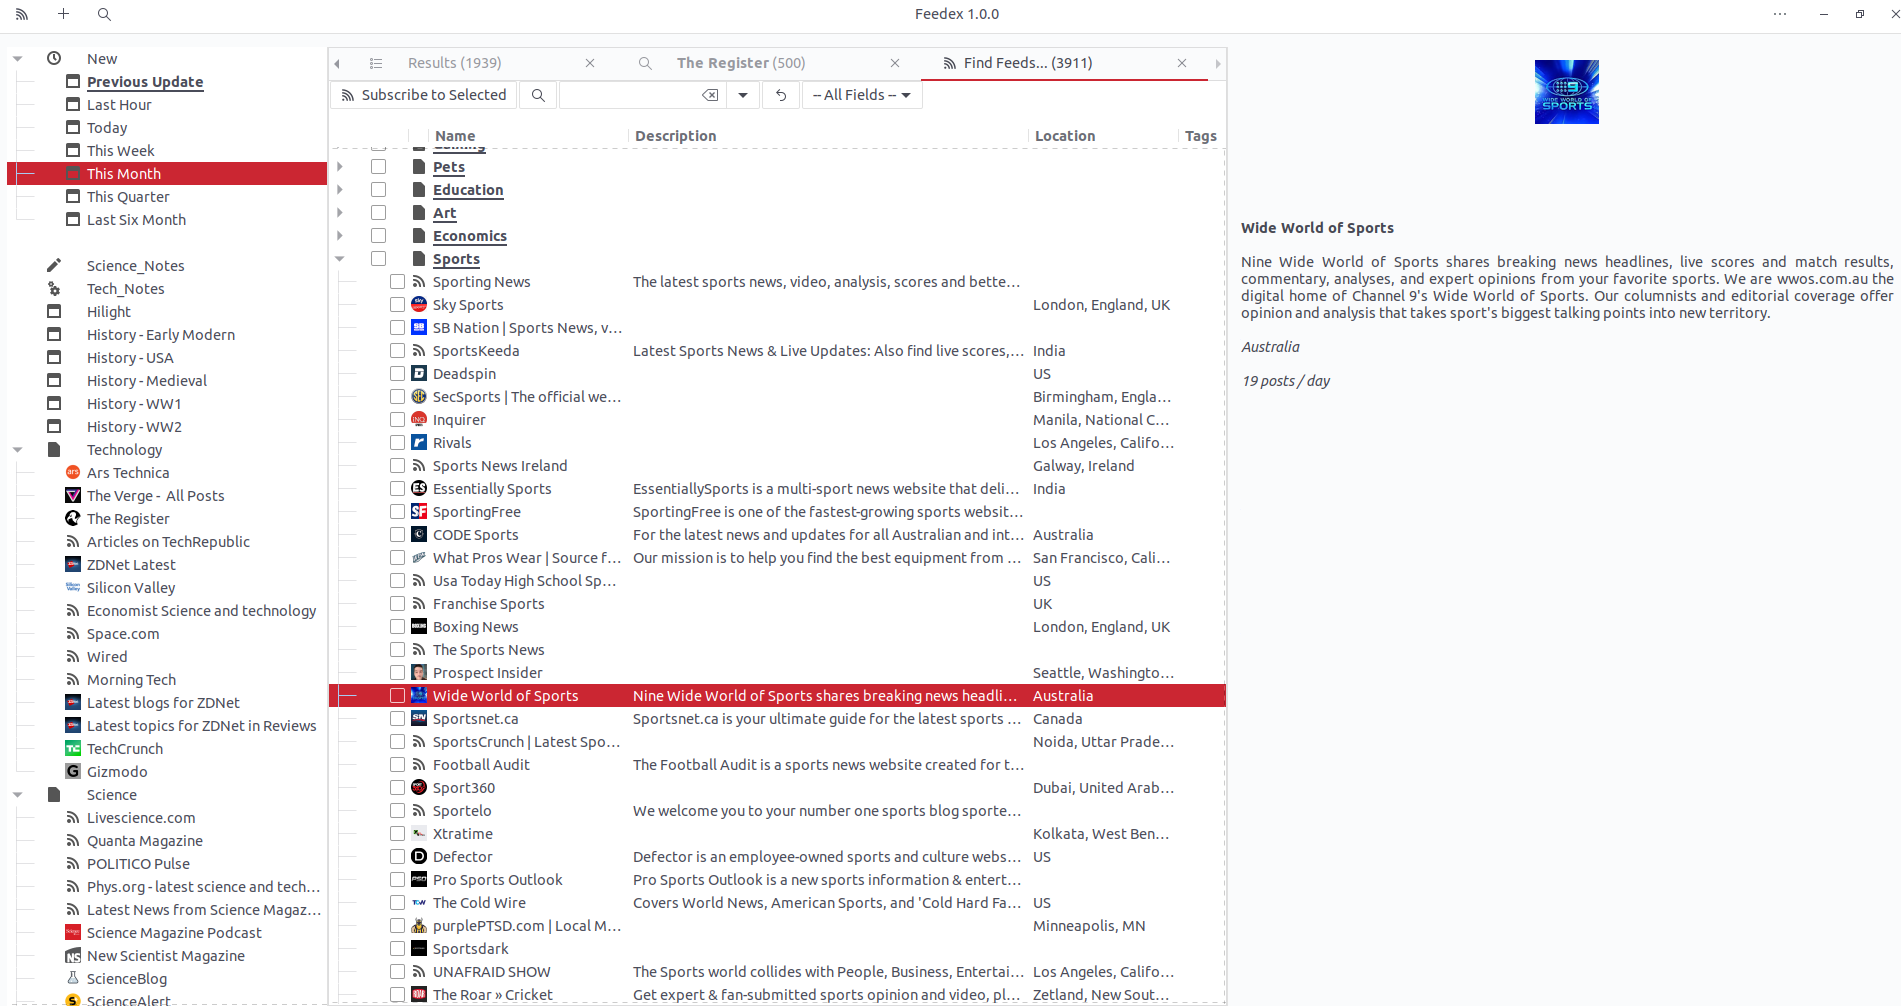 Feedex 1.0.0
New
Previous Update
Last Hour
Today
This Week
This Month
This Quarter
Last Six Month
Science_Notes
Tech_Notes
Hilight
History - Early Modern
History - USA
History - Medieval
History - WW1
History - WW2
Technology
Ars Technica
The Verge -  All Posts
The Register
Articles on TechRepublic
ZDNet Latest
Silicon Valley
Economist Science and technology
Space.com
Wired
Morning Tech
Latest blogs for ZDNet
Latest topics for ZDNet in Reviews
TechCrunch
Gizmodo
Science
Livescience.com
Quanta Magazine
POLITICO Pulse
Phys.org - latest science and tech…
Latest News from Science Magaz…
Science Magazine Podcast
New Scientist Magazine
ScienceBlog
ScienceAlert
Results (1939) The Register (500) Find Feeds... (3911)
Subscribe to Selected -- All Fields --
Name Description Location Tags
Pets
Education
Art
Economics
Sports
Sporting News The latest sports news, video, analysis, scores and bette…
Sky Sports London, England, UK
SB Nation | Sports News, v…
SportsKeeda Latest Sports News & Live Updates: Also find live scores,… India
Deadspin US
SecSports | The official we… Birmingham, Engla…
Inquirer Manila, National C…
Rivals Los Angeles, Califo…
Sports News Ireland Galway, Ireland
Essentially Sports EssentiallySports is a multi-sport news website that deli… India
SportingFree SportingFree is one of the fastest-growing sports websit…
CODE Sports For the latest news and updates for all Australian and int… Australia
What Pros Wear | Source f… Our mission is to help you find the best equipment from … San Francisco, Cali…
Usa Today High School Sp… US
Franchise Sports UK
Boxing News London, England, UK
The Sports News
Prospect Insider Seattle, Washingto…
Wide World of Sports Nine Wide World of Sports shares breaking news headli… Australia
Sportsnet.ca Sportsnet.ca is your ultimate guide for the latest sports … Canada
SportsCrunch | Latest Spo… Noida, Uttar Prade…
Football Audit The Football Audit is a sports news website created for t…
Sport360 Dubai, United Arab…
Sportelo We welcome you to your number one sports blog sporte…
Xtratime Kolkata, West Ben…
Defector Defector is an employee-owned sports and culture webs… US
Pro Sports Outlook Pro Sports Outlook is a new sports information & entert…
The Cold Wire Covers World News, American Sports, and 'Cold Hard Fa… US
purplePTSD.com | Local M… Minneapolis, MN
Sportsdark
UNAFRAID SHOW The Sports world collides with People, Business, Entertai… Los Angeles, Califo…
The Roar » Cricket Get expert & fan-submitted sports opinion and video, pl… Zetland, New Sout…
9
WIDE WORLD OF
SPORTS
Wide World of Sports
Nine Wide World of Sports shares breaking news headlines, live scores and match results,
commentary, analyses, and expert opinions from your favorite sports. We are wwos.com.au the
digital home of Channel 9's Wide World of Sports. Our columnists and editorial coverage offer
opinion and analysis that takes sport's biggest talking points into new territory.
Australia
19 posts / day